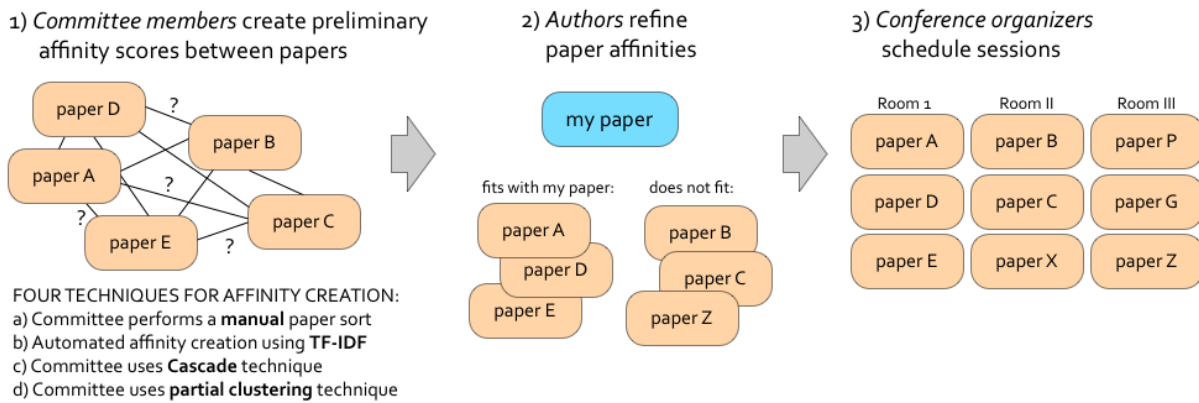 1) Committee members create preliminary
affinity scores between papers
paper D
?
paper B
paper A
?
?
paper C
paper E
?
FOUR TECHNIQUES FOR AFFINITY CREATION:
a) Committee performs a manual paper sort
b) Automated affinity creation using TF-IDF
c) Committee uses Cascade technique
d) Committee uses partial clustering technique
2) Authors refine
paper affinities
my paper
fits with my paper:
does not fit:
paper A
paper D
paper E
paper B
paper C
paper Z
3) Conference organizers
schedule sessions
Room 1
Room II
Room III
paper A
paper B
paper P
paper D
paper C
paper G
paper E
paper X
paper Z